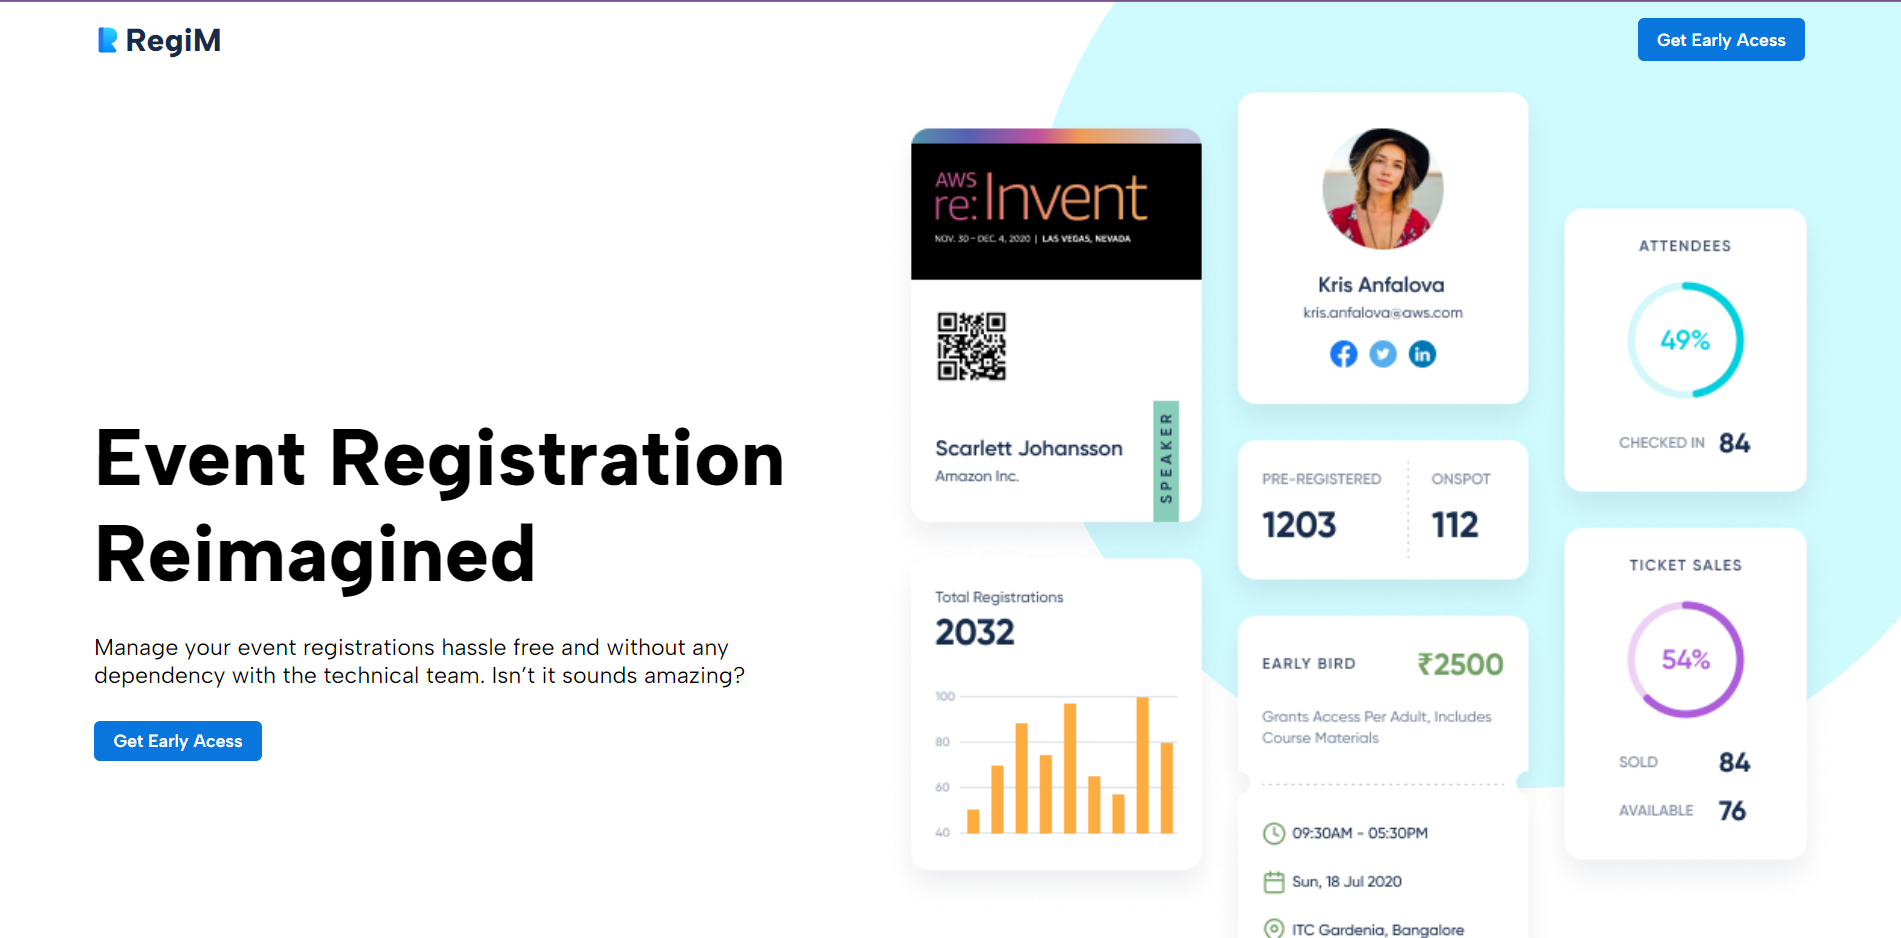 RegiM
Get Early Acess
Event Registration
Reimagined
Manage your event registrations hassle free and without any
dependency with the technical team. Isn’t it sounds amazing?
Get Early Acess
AWS
re:Invent
NOV. 30 – DEC. 4, 2020 | LAS VEGAS, NEVADA
Scarlett Johansson
Amazon Inc.
SPEAKER
Total Registrations
2032
100
80
60
40
Kris Anfalova
kris.anfalova@aws.com
PRE-REGISTERED
1203
ONSPOT
112
EARLY BIRD
₹2500
Grants Access Per Adult, Includes
Course Materials
09:30AM - 05:30PM
Sun, 18 Jul 2020
ITC Gardenia, Bangalore
ATTENDEES
49%
CHECKED IN 84
TICKET SALES
54%
SOLD 84
AVAILABLE 76